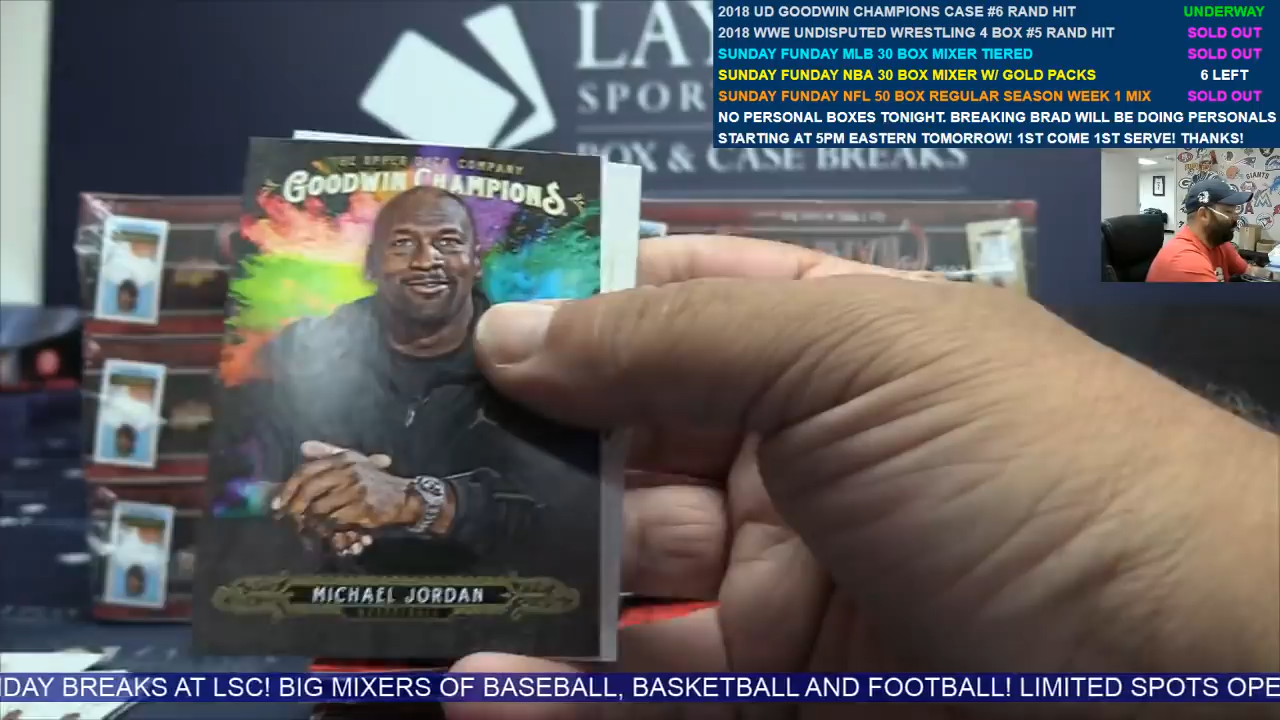 2018 UD GOODWIN CHAMPIONS CASE #6 RAND HIT UNDERWAY
2018 WWE UNDISPUTED WRESTLING 4 BOX #5 RAND HIT SOLD OUT
SUNDAY FUNDAY MLB 30 BOX MIXER TIERED SOLD OUT
SUNDAY FUNDAY NBA 30 BOX MIXER W/ GOLD PACKS 6 LEFT
SUNDAY FUNDAY NFL 50 BOX REGULAR SEASON WEEK 1 MIX SOLD OUT
NO PERSONAL BOXES TONIGHT. BREAKING BRAD WILL BE DOING PERSONALS
STARTING AT 5PM EASTERN TOMORROW! 1ST COME 1ST SERVE! THANKS!
LAY
SPOR
BOX & CASE BREAKS
THE UPPER DECK COMPANY
GOODWIN CHAMPIONS
MICHAEL JORDAN
NDAY BREAKS AT LSC! BIG MIXERS OF BASEBALL, BASKETBALL AND FOOTBALL! LIMITED SPOTS OPE